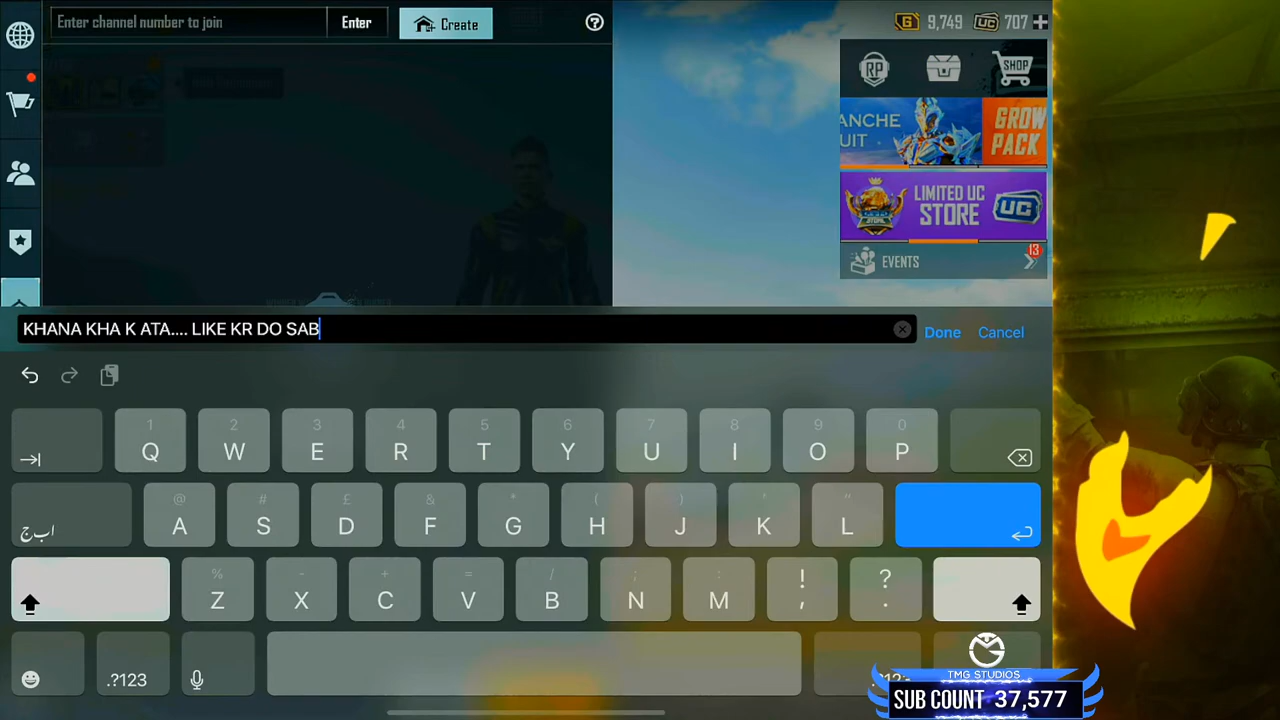 Enter channel number to join
Enter
Create
?
G 9,749
UC 707
RP
SHOP
ANCHE
UIT
GROW
PACK
LIMITED UC
STORE
UC
EVENTS
13
KHANA KHA K ATA.... LIKE KR DO SAB
Done
Cancel
1 2 3 4 5 6 7 8 9 0
Q W E R T Y U I O P
@ # £ & * ( ) ' "
ا ب ج
A S D F G H J K L
% - + = / ; : ! ?
Z X C V B N M , .
.?123
TMG STUDIOS
SUB COUNT 37,577